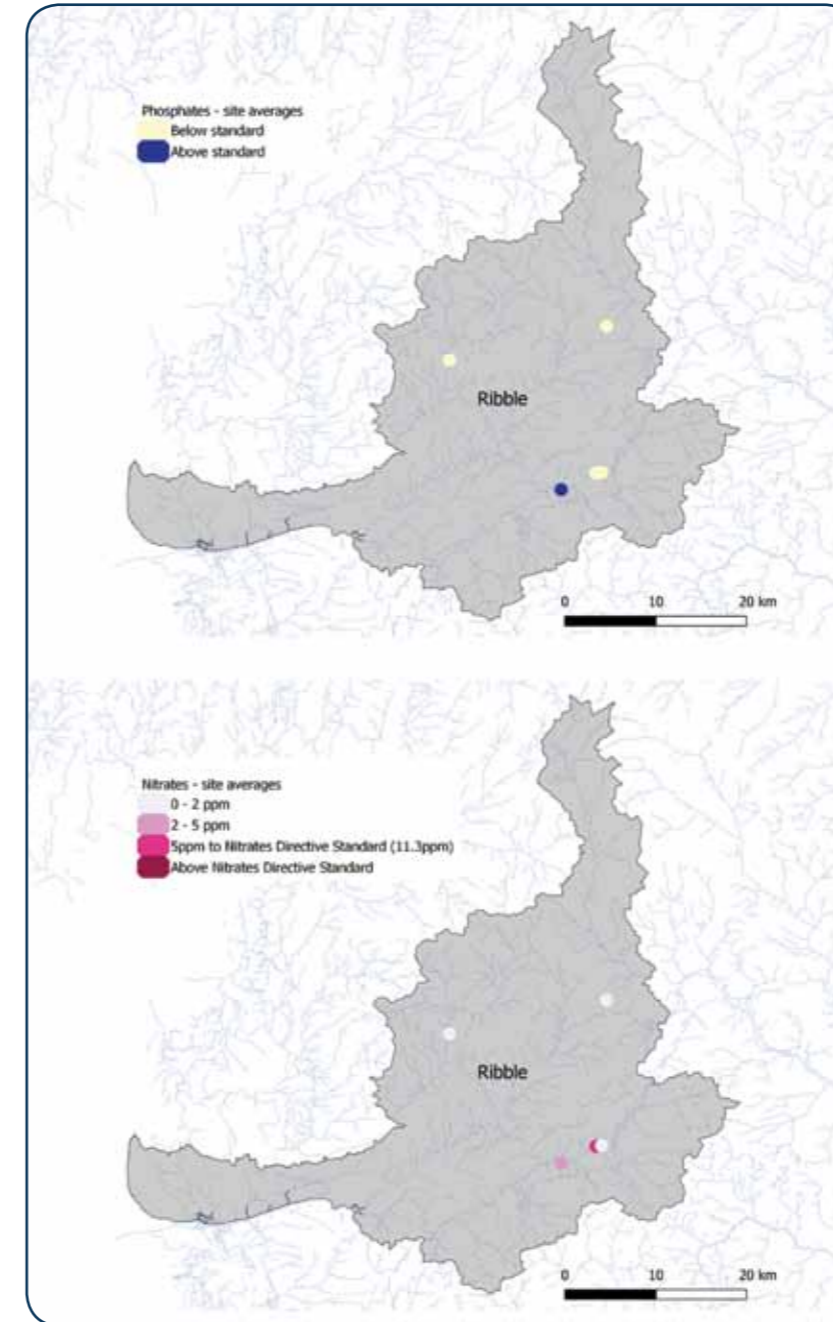 Phosphates - site averages
Below standard
Above standard
Ribble
0 10 20 km
Nitrates - site averages
0 - 2 ppm
2 - 5 ppm
5ppm to Nitrates Directive Standard (11.3ppm)
Above Nitrates Directive Standard
Ribble
0 10 20 km